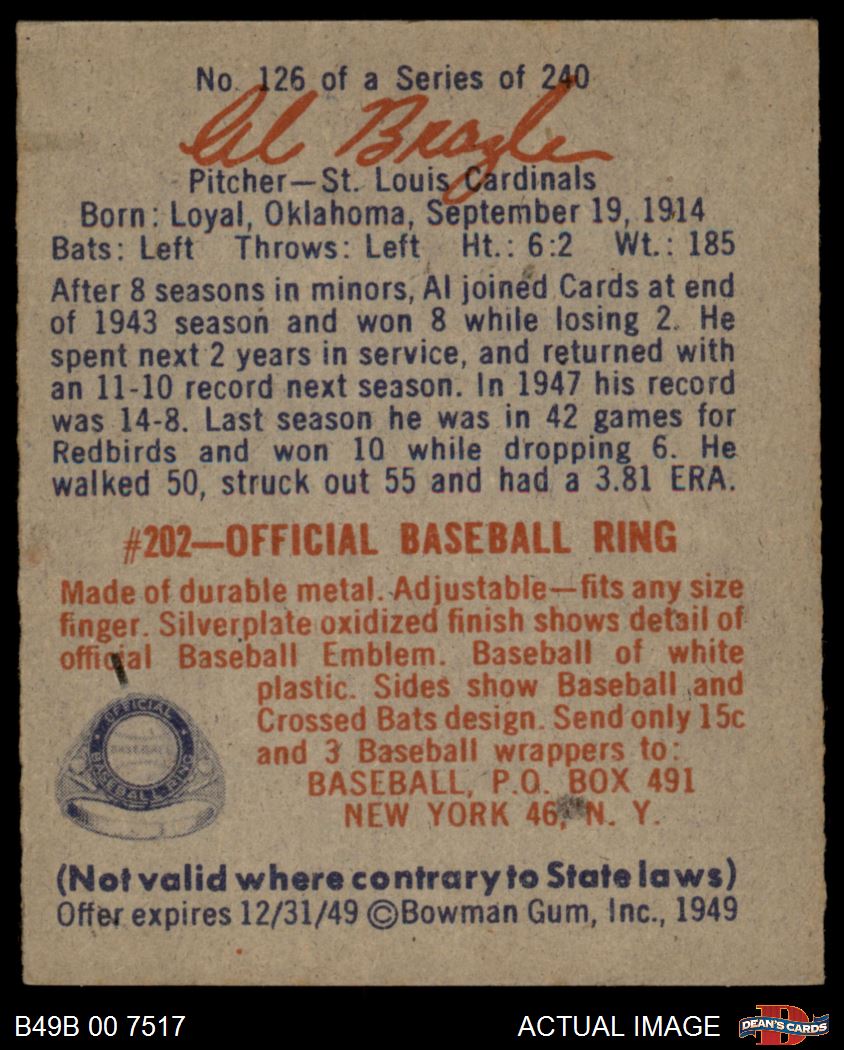 No. 126 of a Series of 240
Al Brazle
Pitcher—St. Louis Cardinals
Born: Loyal, Oklahoma, September 19, 1914
Bats: Left Throws: Left Ht.: 6:2 Wt.: 185
After 8 seasons in minors, Al joined Cards at end
of 1943 season and won 8 while losing 2. He
spent next 2 years in service, and returned with
an 11-10 record next season. In 1947 his record
was 14-8. Last season he was in 42 games for
Redbirds and won 10 while dropping 6. He
walked 50, struck out 55 and had a 3.81 ERA.
#202—OFFICIAL BASEBALL RING
Made of durable metal. Adjustable—fits any size
finger. Silverplate oxidized finish shows detail of
official Baseball Emblem. Baseball of white
plastic. Sides show Baseball and
Crossed Bats design. Send only 15c
and 3 Baseball wrappers to:
BASEBALL, P.O. BOX 491
NEW YORK 46, N. Y.
OFFICIAL
BASEBALL
BASEBALL RING
(Not valid where contrary to State laws)
Offer expires 12/31/49 ©Bowman Gum, Inc., 1949
B49B 00 7517
ACTUAL IMAGE
D
DEAN'S CARDS